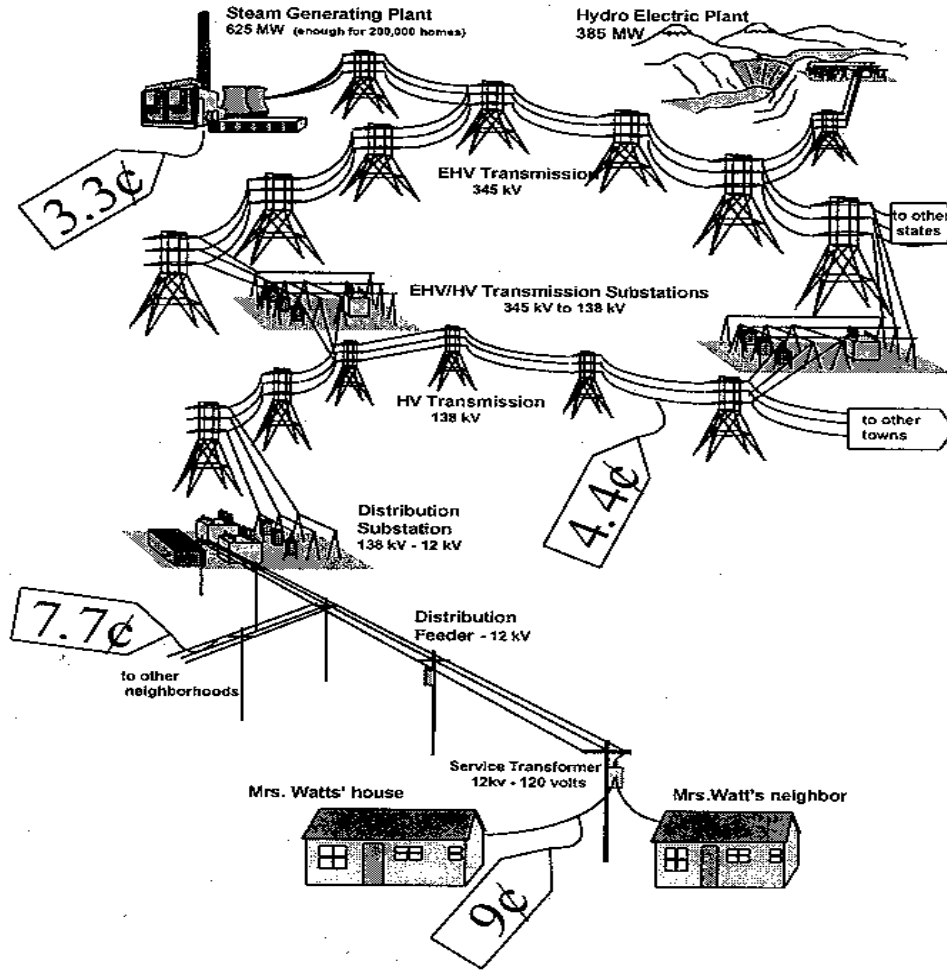 Steam Generating Plant
625 MW (enough for 200,000 homes)
Hydro Electric Plant
385 MW
3.3¢
EHV Transmission
345 kV
to other
states
EHV/HV Transmission Substations
345 kV to 138 kV
HV Transmission
138 kV
to other
towns
4.4¢
Distribution
Substation
138 kV - 12 kV
7.7¢
Distribution
Feeder - 12 kV
to other
neighborhoods
Service Transformer
12kv - 120 volts
Mrs. Watts' house
Mrs.Watt's neighbor
9¢